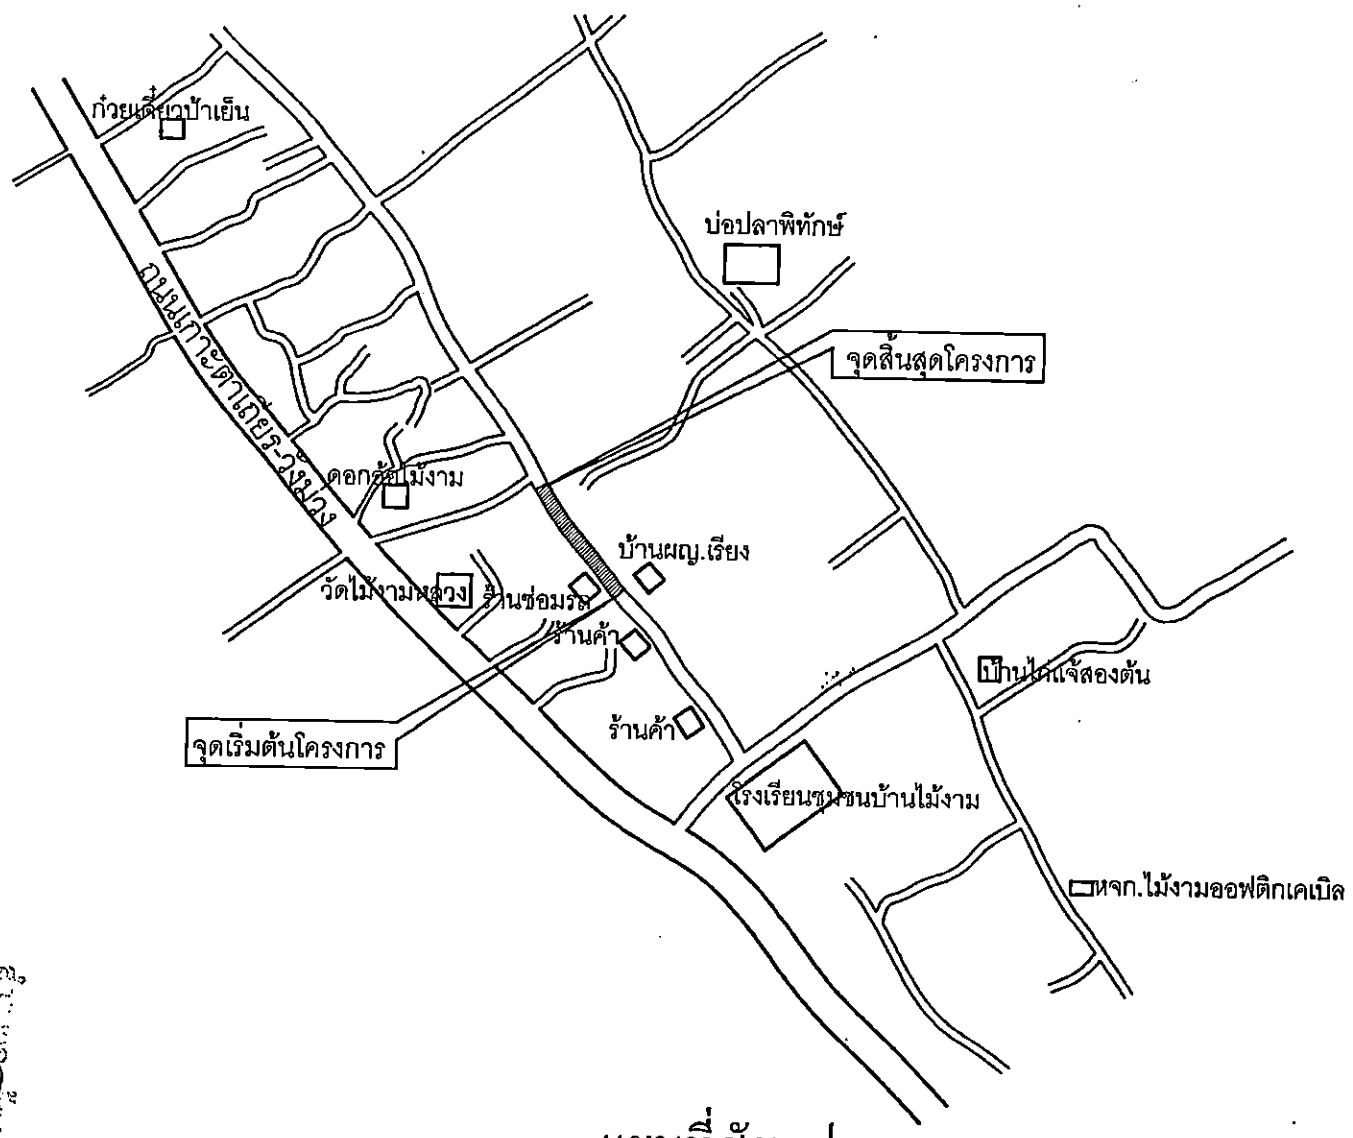 ก๋วยเตี๋ยวป้าเย็น
บ่อปลาพิทักษ์
ถนนเกาะตาเถียร-วังม่วง
จุดสิ้นสุดโครงการ
ดอกอ้อไม้งาม
บ้านผญ.เรียง
วัดไม้งามหลวง
ร้านซ่อมรถ
ร้านค้า
บ้านไก่แจ้สองต้น
ร้านค้า
จุดเริ่มต้นโครงการ
โรงเรียนชุมชนบ้านไม้งาม
หจก.ไม้งามออฟติกเคเบิล